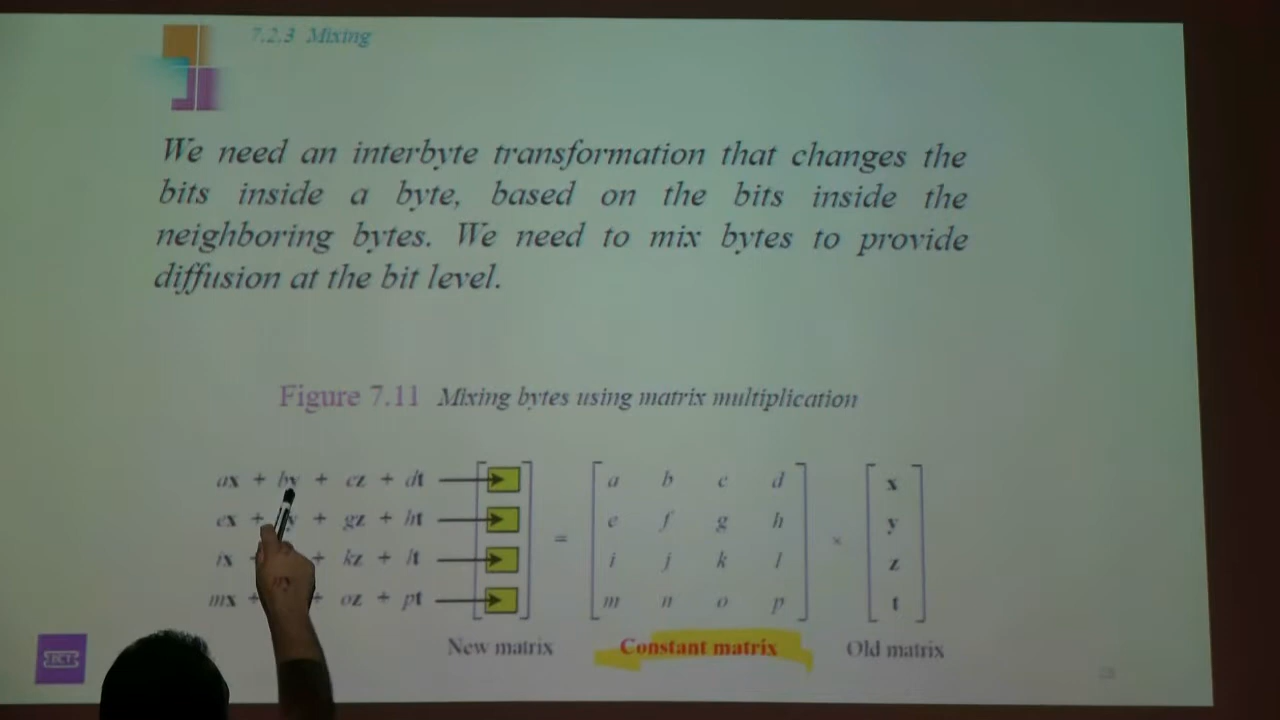 7.2.3 Mixing
We need an interbyte transformation that changes the
bits inside a byte, based on the bits inside the
neighboring bytes. We need to mix bytes to provide
diffusion at the bit level.
Figure 7.11 Mixing bytes using matrix multiplication
ax + by + cz + dt = a b c d × x
ex + y + gz + ht e f g h y
ix + kz + lt i j k l z
mx + + oz + pt m n o p t
New matrix Constant matrix Old matrix